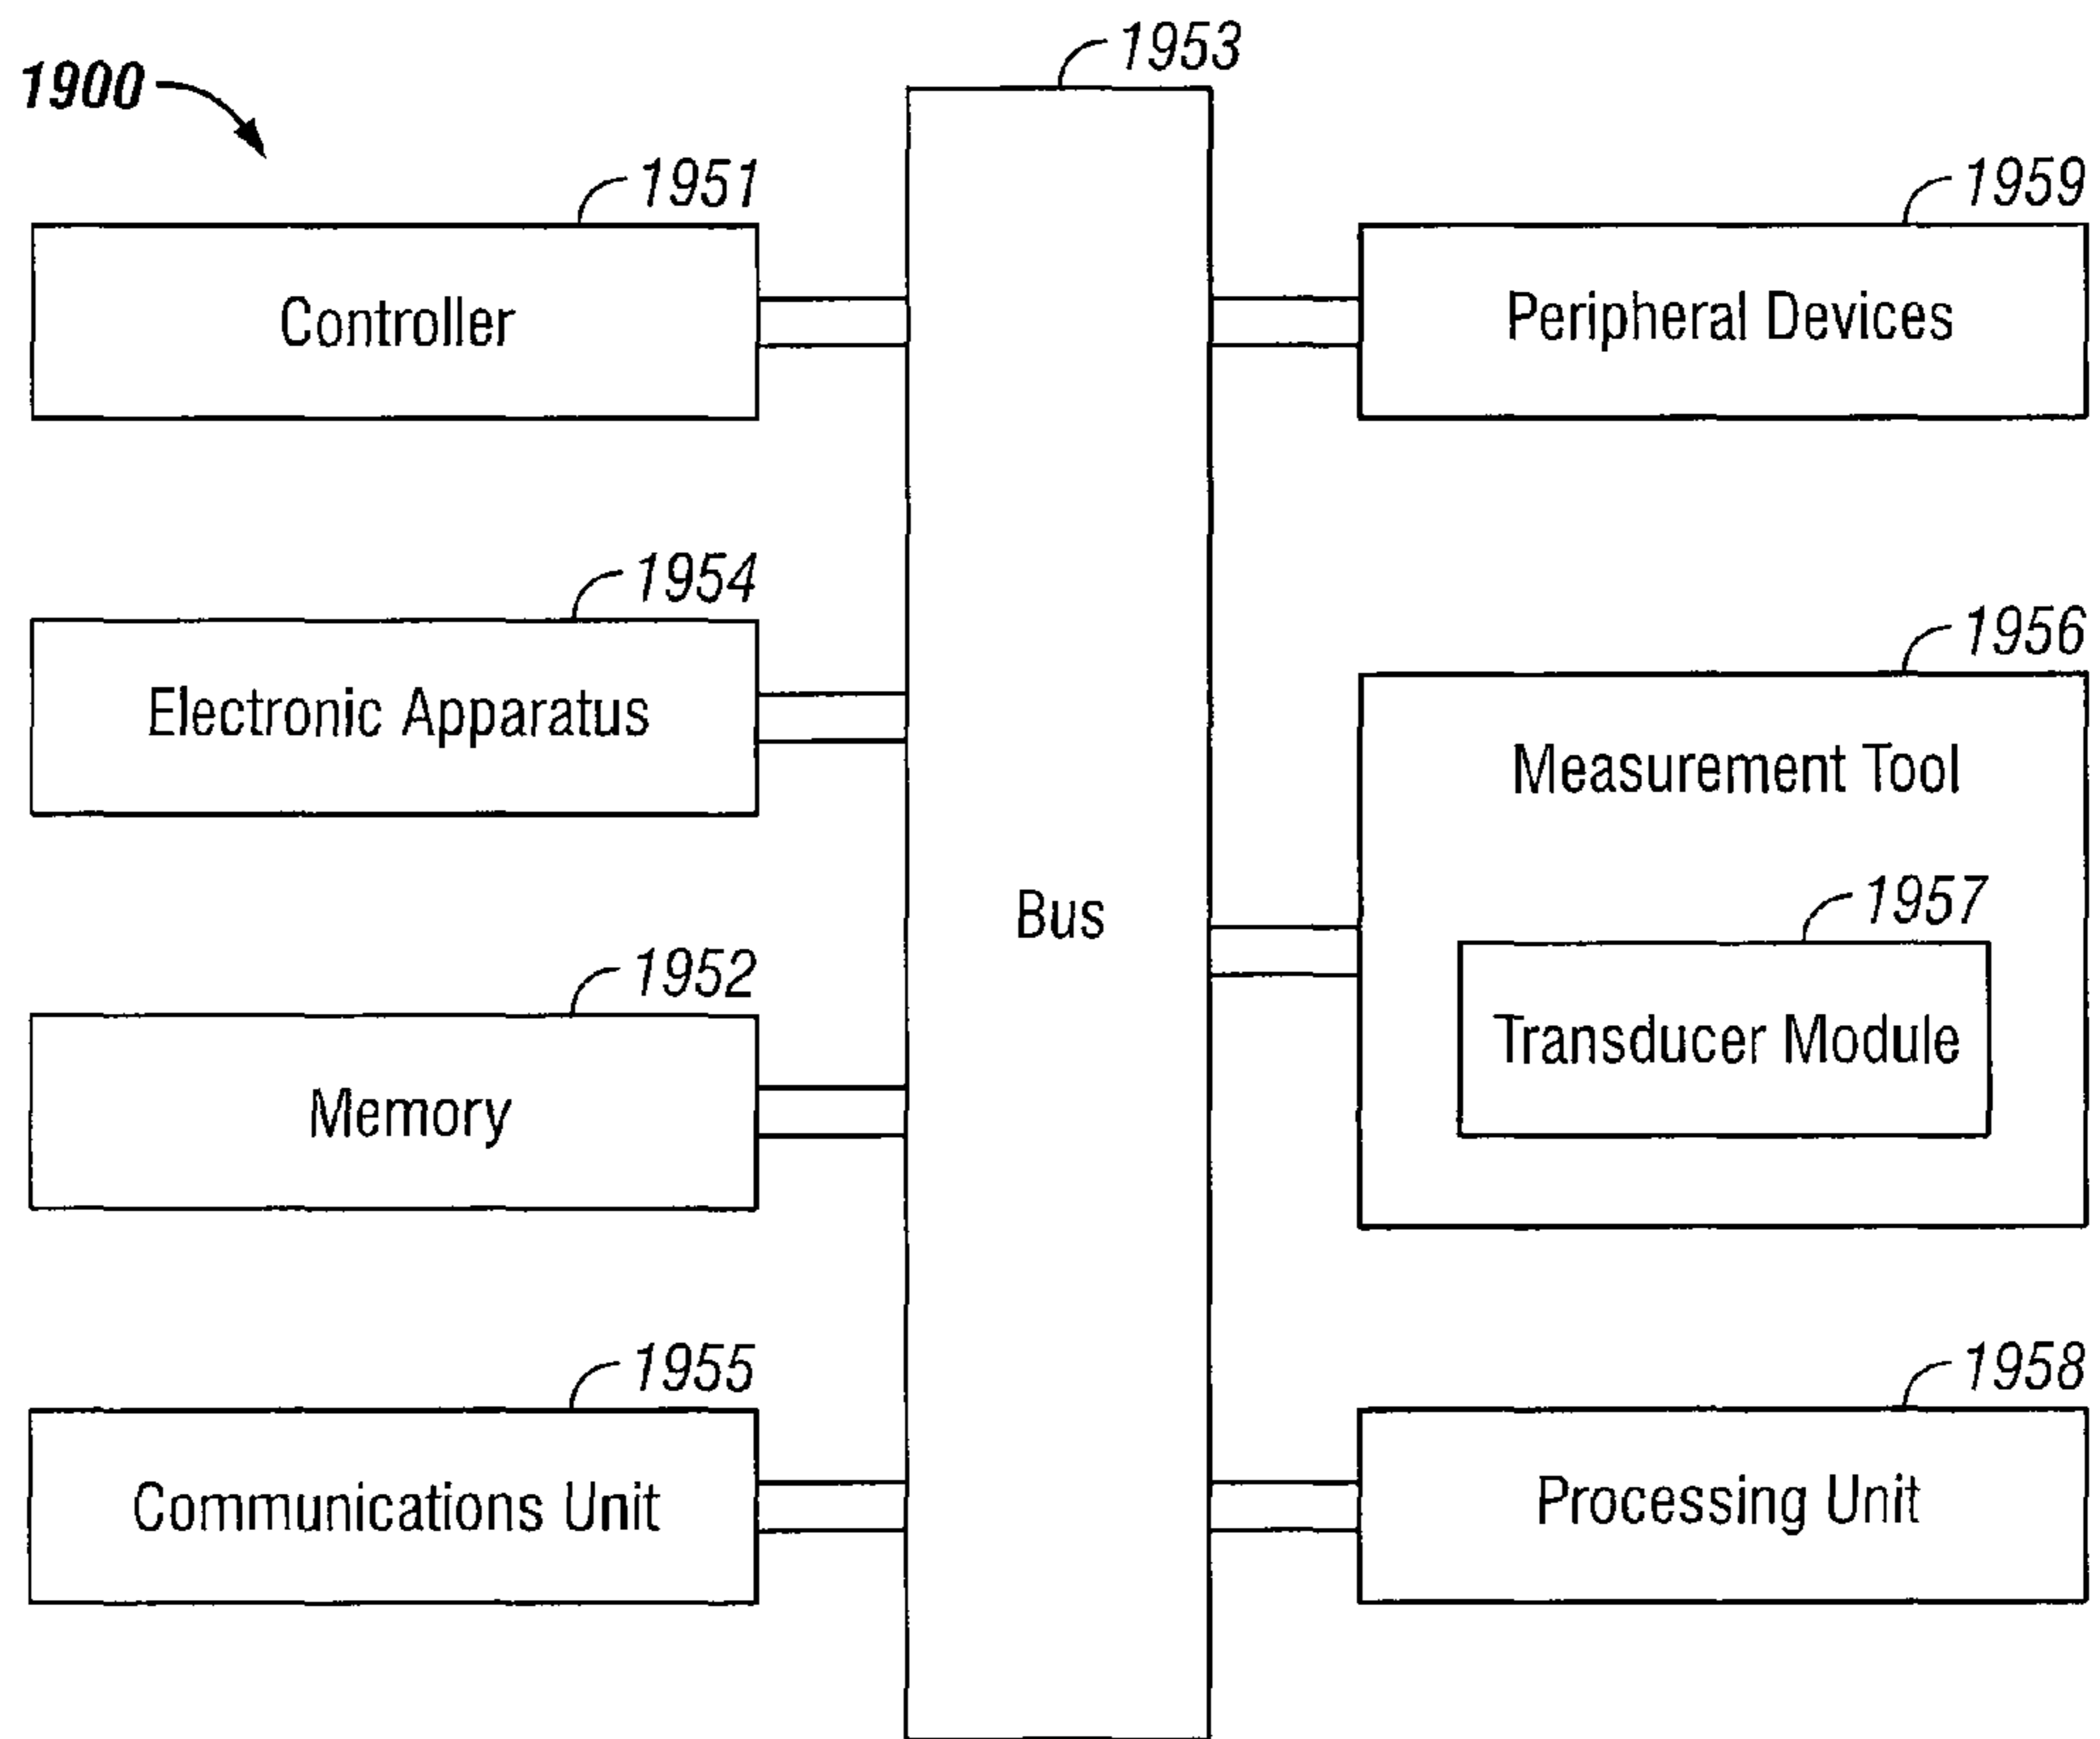 1953
1900
1951
1959
Controller
Peripheral Devices
1954
1956
Electronic Apparatus
Measurement Tool
1957
Bus
1952
Transducer Module
Memory
1955
1958
Communications Unit
Processing Unit